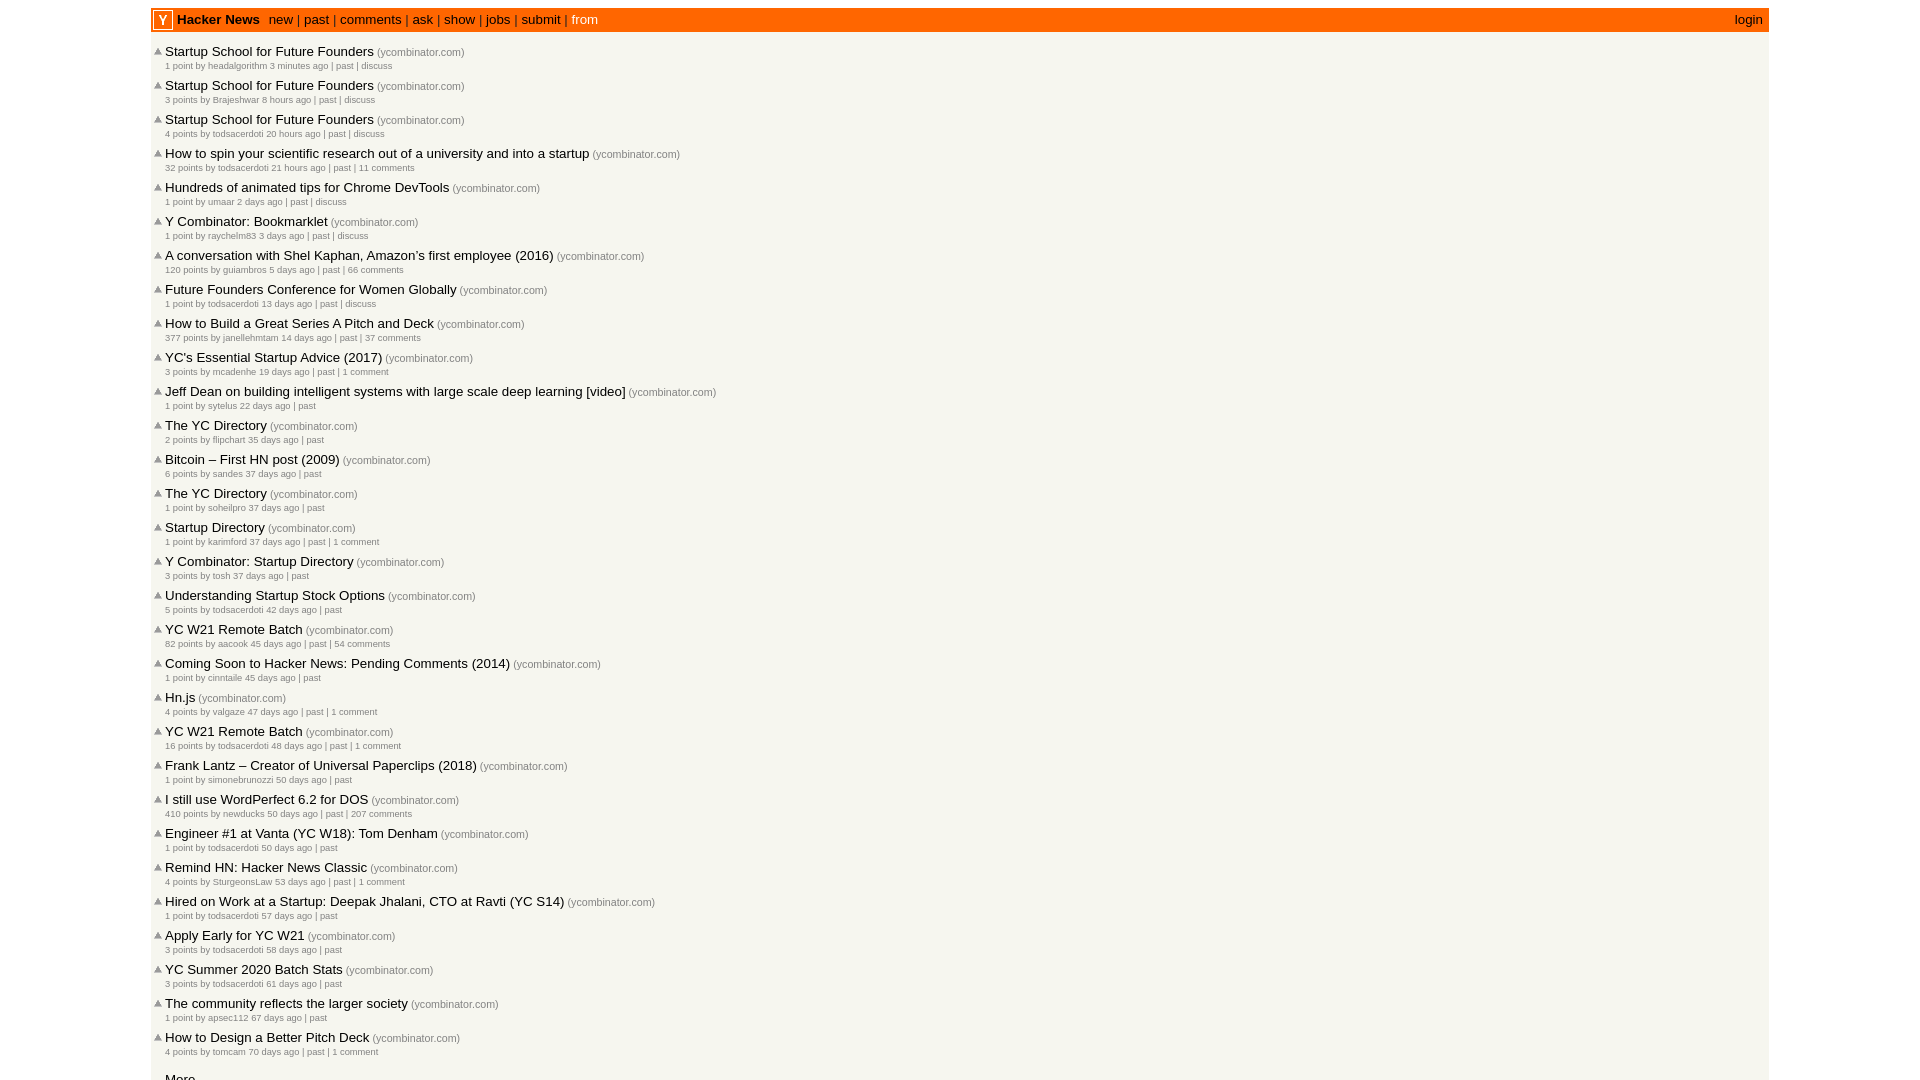 Y Hacker News new | past | comments | ask | show | jobs | submit | from login
Startup School for Future Founders (ycombinator.com)
1 point by headalgorithm 3 minutes ago | past | discuss
Startup School for Future Founders (ycombinator.com)
3 points by Brajeshwar 8 hours ago | past | discuss
Startup School for Future Founders (ycombinator.com)
4 points by todsacerdoti 20 hours ago | past | discuss
How to spin your scientific research out of a university and into a startup (ycombinator.com)
32 points by todsacerdoti 21 hours ago | past | 11 comments
Hundreds of animated tips for Chrome DevTools (ycombinator.com)
1 point by umaar 2 days ago | past | discuss
Y Combinator: Bookmarklet (ycombinator.com)
1 point by raychelm83 3 days ago | past | discuss
A conversation with Shel Kaphan, Amazon’s first employee (2016) (ycombinator.com)
120 points by guiambros 5 days ago | past | 66 comments
Future Founders Conference for Women Globally (ycombinator.com)
1 point by todsacerdoti 13 days ago | past | discuss
How to Build a Great Series A Pitch and Deck (ycombinator.com)
377 points by janellehmtam 14 days ago | past | 37 comments
YC's Essential Startup Advice (2017) (ycombinator.com)
3 points by mcadenhe 19 days ago | past | 1 comment
Jeff Dean on building intelligent systems with large scale deep learning [video] (ycombinator.com)
1 point by sytelus 22 days ago | past
The YC Directory (ycombinator.com)
2 points by flipchart 35 days ago | past
Bitcoin – First HN post (2009) (ycombinator.com)
6 points by sandes 37 days ago | past
The YC Directory (ycombinator.com)
1 point by soheilpro 37 days ago | past
Startup Directory (ycombinator.com)
1 point by karimford 37 days ago | past | 1 comment
Y Combinator: Startup Directory (ycombinator.com)
3 points by tosh 37 days ago | past
Understanding Startup Stock Options (ycombinator.com)
5 points by todsacerdoti 42 days ago | past
YC W21 Remote Batch (ycombinator.com)
82 points by aacook 45 days ago | past | 54 comments
Coming Soon to Hacker News: Pending Comments (2014) (ycombinator.com)
1 point by cinntaile 45 days ago | past
Hn.js (ycombinator.com)
4 points by valgaze 47 days ago | past | 1 comment
YC W21 Remote Batch (ycombinator.com)
16 points by todsacerdoti 48 days ago | past | 1 comment
Frank Lantz – Creator of Universal Paperclips (2018) (ycombinator.com)
1 point by simonebrunozzi 50 days ago | past
I still use WordPerfect 6.2 for DOS (ycombinator.com)
410 points by newducks 50 days ago | past | 207 comments
Engineer #1 at Vanta (YC W18): Tom Denham (ycombinator.com)
1 point by todsacerdoti 50 days ago | past
Remind HN: Hacker News Classic (ycombinator.com)
4 points by SturgeonsLaw 53 days ago | past | 1 comment
Hired on Work at a Startup: Deepak Jhalani, CTO at Ravti (YC S14) (ycombinator.com)
1 point by todsacerdoti 57 days ago | past
Apply Early for YC W21 (ycombinator.com)
3 points by todsacerdoti 58 days ago | past
YC Summer 2020 Batch Stats (ycombinator.com)
3 points by todsacerdoti 61 days ago | past
The community reflects the larger society (ycombinator.com)
1 point by apsec112 67 days ago | past
How to Design a Better Pitch Deck (ycombinator.com)
4 points by tomcam 70 days ago | past | 1 comment
More